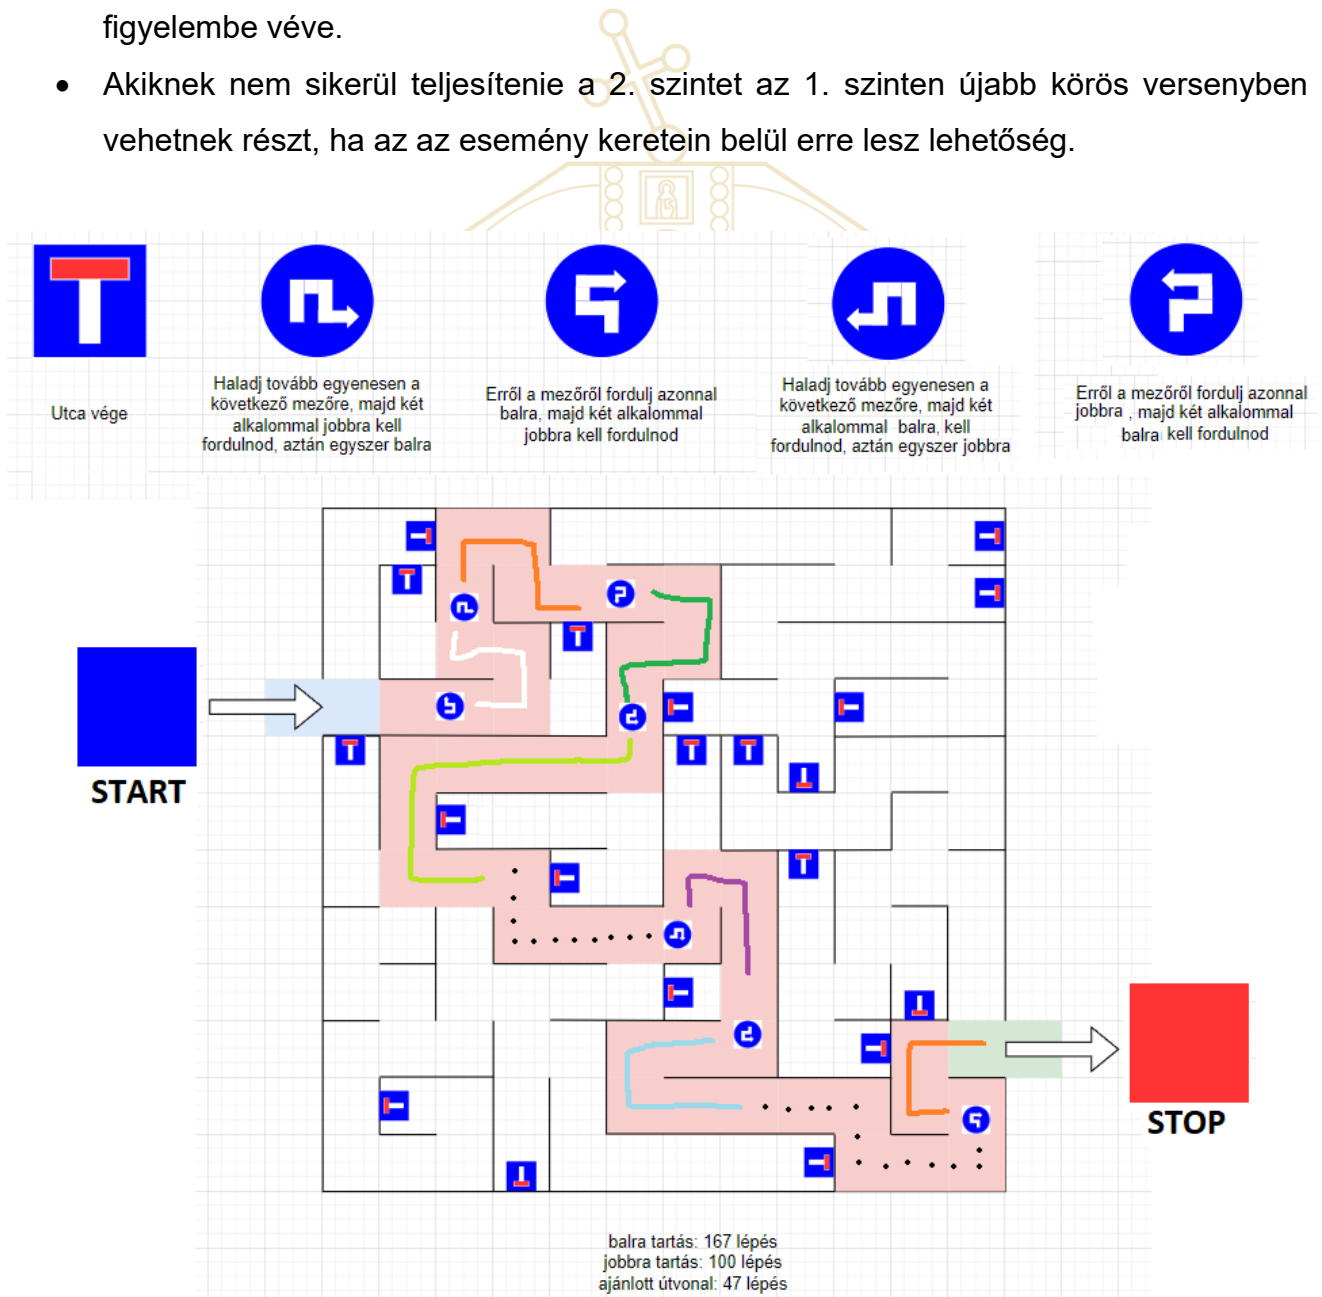 figyelembe véve.
• Akiknek nem sikerül teljesítenie a 2. szintet az 1. szinten újabb körös versenyben
vehetnek részt, ha az az esemény keretein belül erre lesz lehetőség.
Utca vége
Haladj tovább egyenesen a
következő mezőre, majd két
alkalommal jobbra kell
fordulnod, aztán egyszer balra
Erről a mezőről fordulj azonnal
balra, majd két alkalommal
jobbra kell fordulnod
Haladj tovább egyenesen a
következő mezőre, majd két
alkalommal balra, kell
fordulnod, aztán egyszer jobbra
Erről a mezőről fordulj azonnal
jobbra , majd két alkalommal
balra kell fordulnod
START
STOP
balra tartás: 167 lépés
jobbra tartás: 100 lépés
ajánlott útvonal: 47 lépés